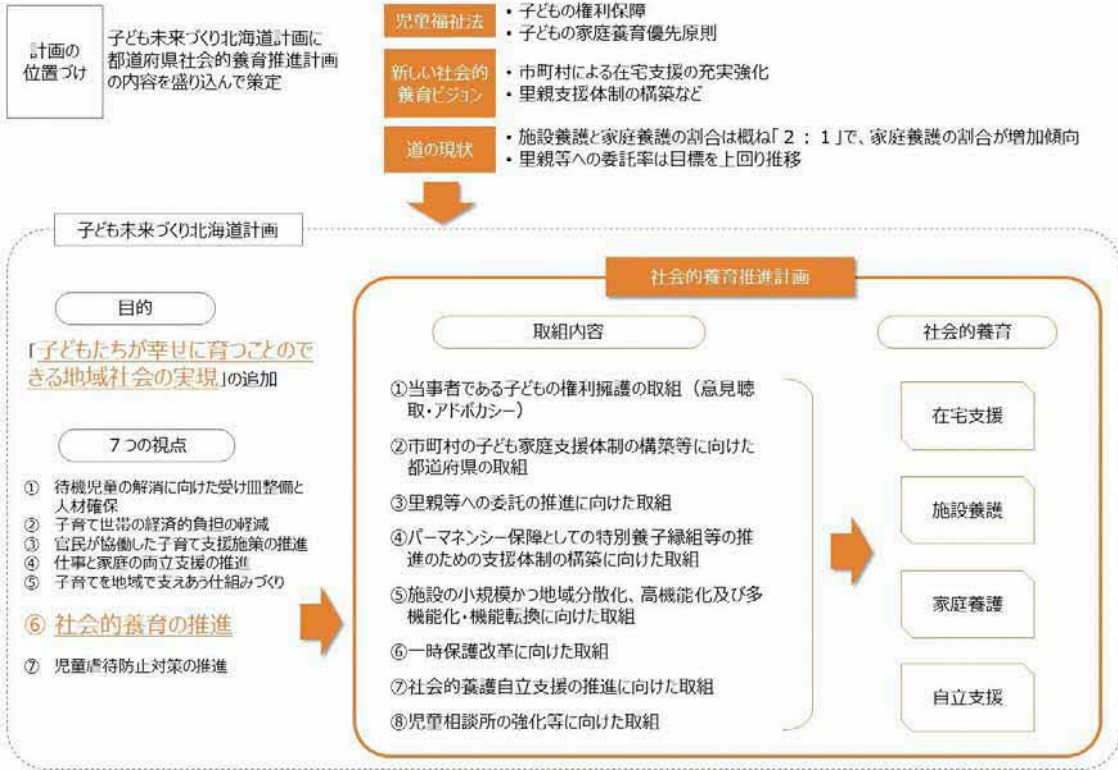 計画の
位置づけ
子ども未来づくり北海道計画に
都道府県社会的養育推進計画
の内容を盛り込んで策定
児童福祉法
・子どもの権利保障
・子どもの家庭養育優先原則
新しい社会的
養育ビジョン
・市町村による在宅支援の充実強化
・里親支援体制の構築など
道の現状
・施設養護と家庭養護の割合は概ね「2：1」で、家庭養護の割合が増加傾向
・里親等への委託率は目標を上回り推移
子ども未来づくり北海道計画
目的
「子どもたちが幸せに育つことので
きる地域社会の実現」の追加
7つの視点
① 待機児童の解消に向けた受け皿整備と
人材確保
② 子育て世帯の経済的負担の軽減
③ 官民が協働した子育て支援施策の推進
④ 仕事と家庭の両立支援の推進
⑤ 子育てを地域で支えあう仕組みづくり
⑥ 社会的養育の推進
⑦ 児童虐待防止対策の推進
社会的養育推進計画
取組内容
①当事者である子どもの権利擁護の取組（意見聴
取・アドボカシー）
②市町村の子ども家庭支援体制の構築等に向けた
都道府県の取組
③里親等への委託の推進に向けた取組
④パーマネンシー保障としての特別養子縁組等の推
進のための支援体制の構築に向けた取組
⑤施設の小規模かつ地域分散化、高機能化及び多
機能化・機能転換に向けた取組
⑥一時保護改革に向けた取組
⑦社会的養護自立支援の推進に向けた取組
⑧児童相談所の強化等に向けた取組
社会的養育
在宅支援
施設養護
家庭養護
自立支援